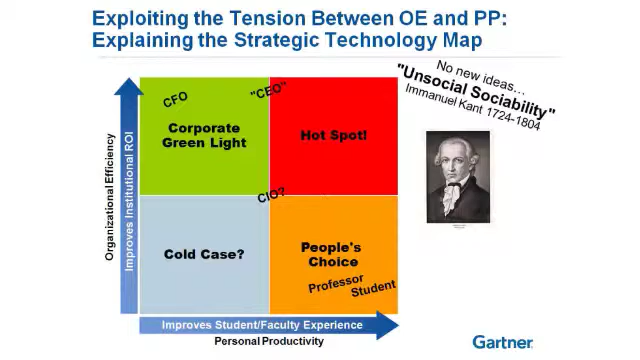 Exploiting the Tension Between OE and PP:
Explaining the Strategic Technology Map
No new ideas...
"Unsocial Sociability"
Immanuel Kant 1724-1804
CFO
"CEO"
Corporate
Green Light
Hot Spot!
CIO?
Cold Case?
People's
Choice
Professor
Student
Organizational Efficiency
Improves Institutional ROI
Improves Student/Faculty Experience
Personal Productivity
Gartner